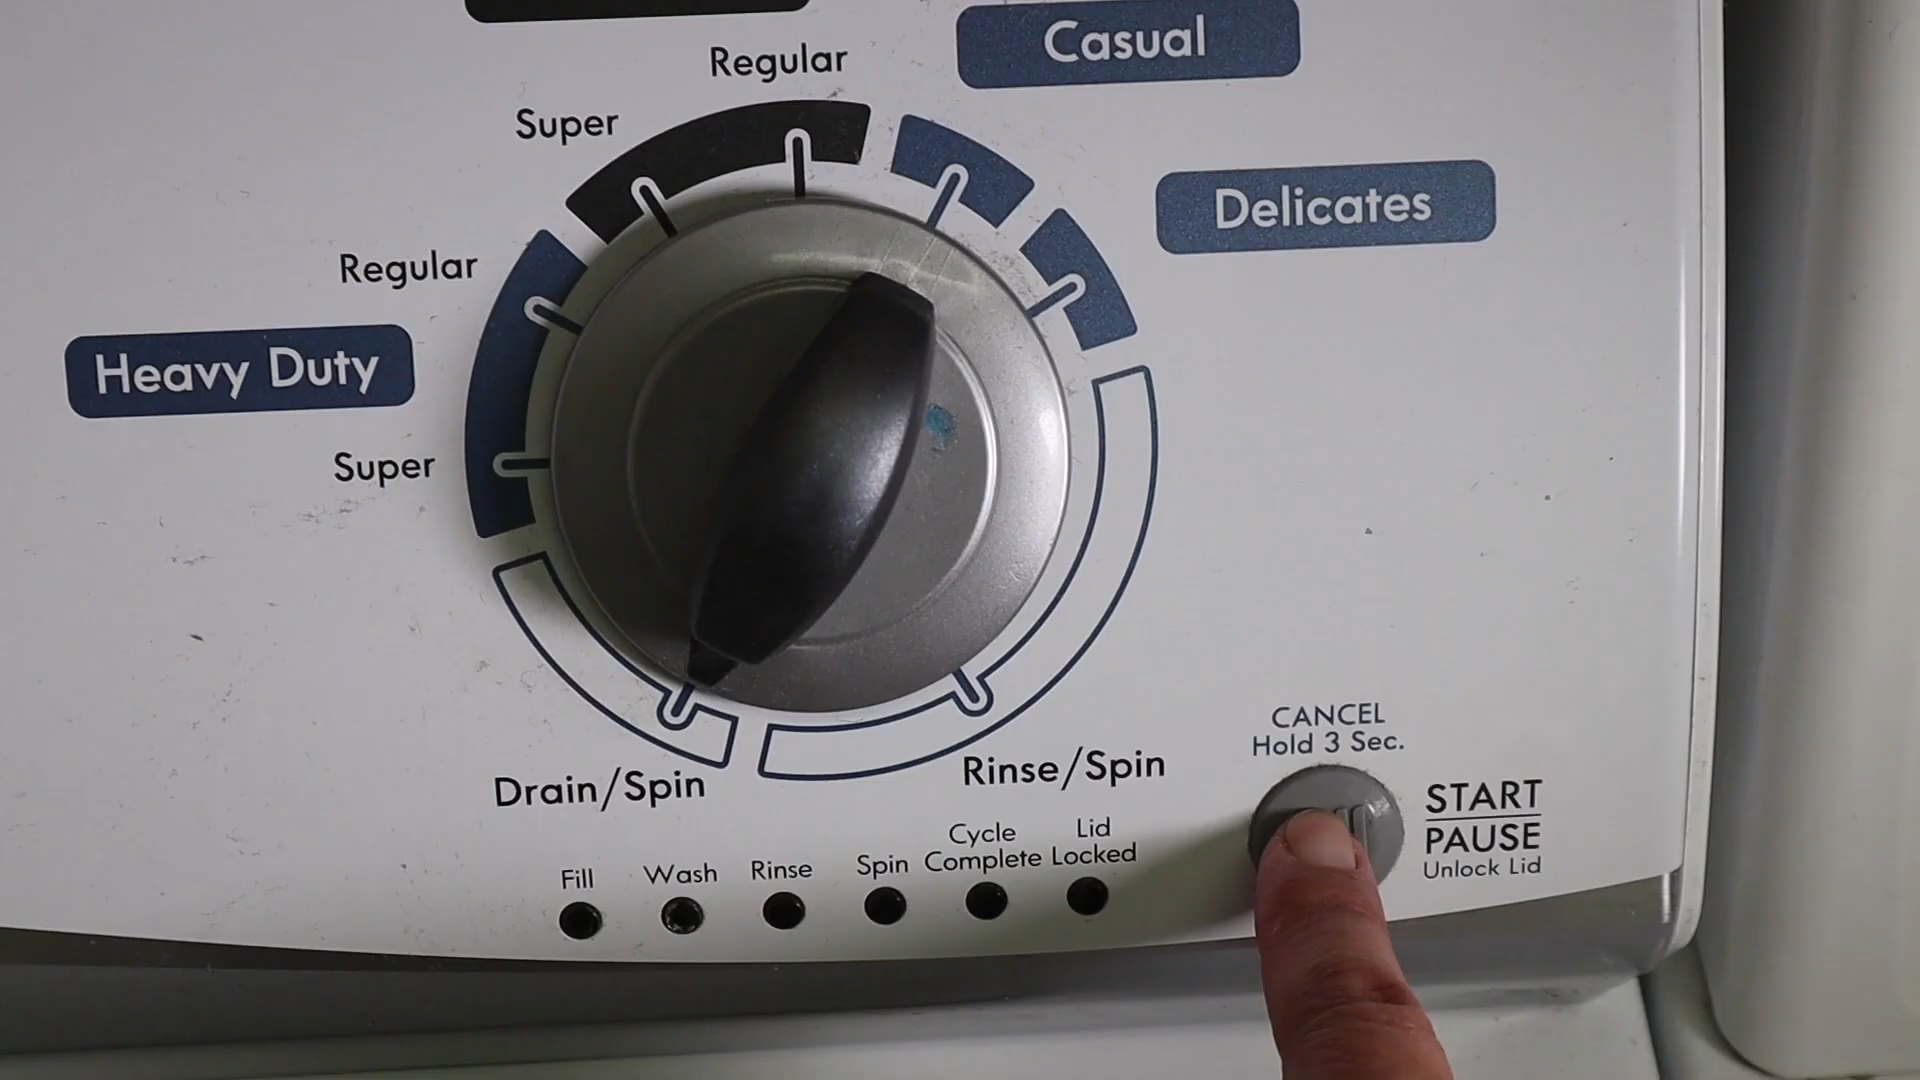 Casual
Regular
Super
Delicates
Regular
Heavy Duty
Super
Drain/Spin
Rinse/Spin
CANCEL
Hold 3 Sec.
START
PAUSE
Unlock Lid
Fill
Wash
Rinse
Spin
Cycle
Complete
Lid
Locked